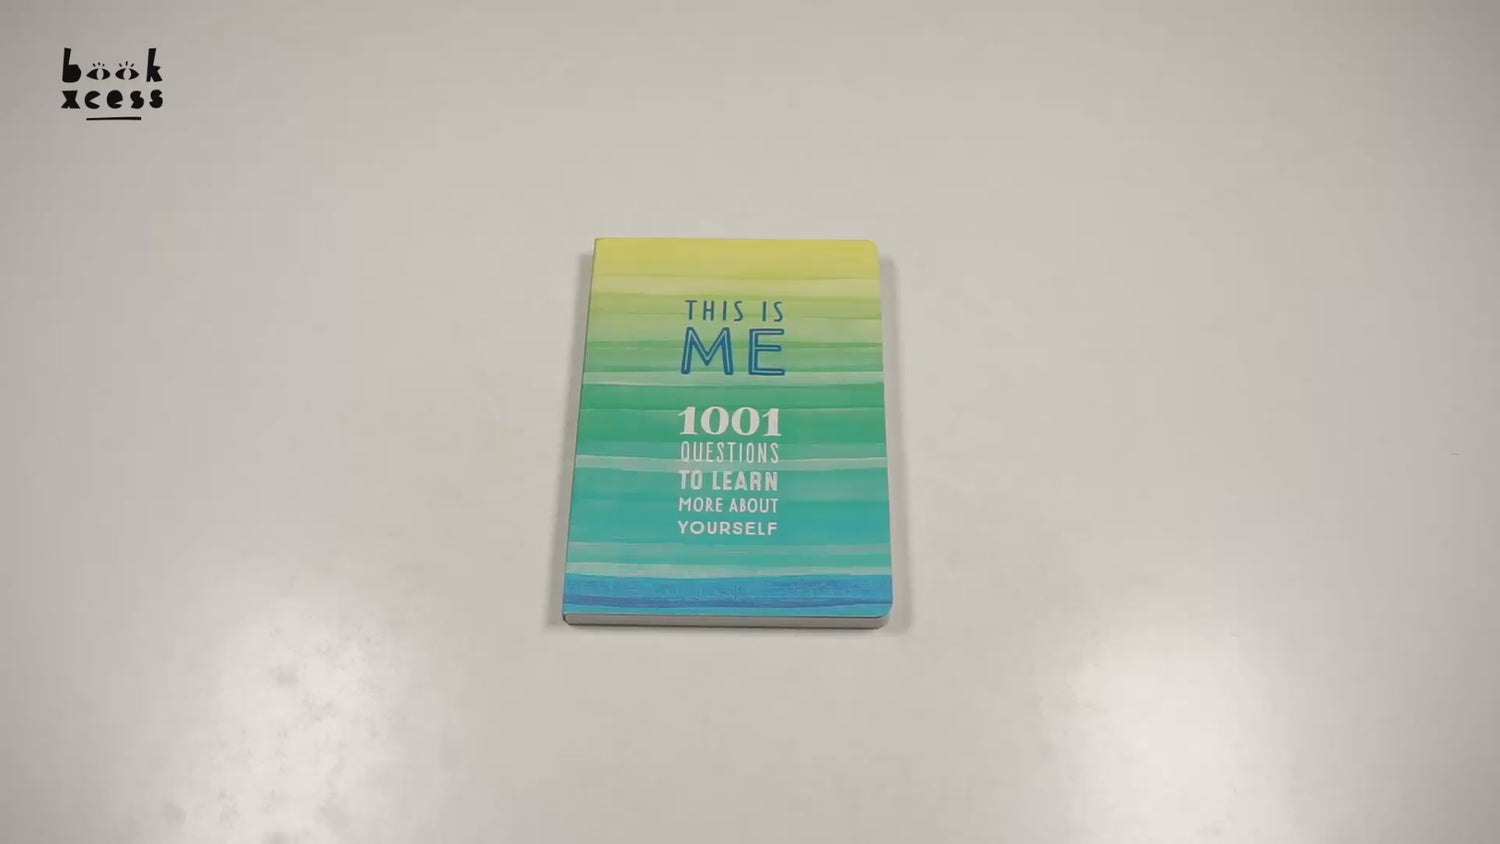 book
xcess
THIS IS
ME
1001
QUESTIONS
TO LEARN
MORE ABOUT
YOURSELF